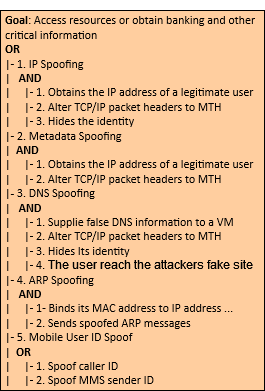 Goal: Access resources or obtain banking and other
critical information
OR
|- 1. IP Spoofing
| AND
| |- 1. Obtains the IP address of a legitimate user
| |- 2. Alter TCP/IP packet headers to MTH
| |- 3. Hides the identity
|- 2. Metadata Spoofing
| AND
| |- 1. Obtains the IP address of a legitimate user
| |- 2. Alter TCP/IP packet headers to MTH
|- 3. DNS Spoofing
| AND
| |- 1. Supplie false DNS information to a VM
| |- 2. Alter TCP/IP packet headers to MTH
| |- 3. Hides Its identity
| |- 4. The user reach the attackers fake site
|- 4. ARP Spoofing
| AND
| |- 1- Binds its MAC address to IP address ...
| |- 2. Sends spoofed ARP messages
|- 5. Mobile User ID Spoof
| OR
| |- 1. Spoof caller ID
| |- 2. Spoof MMS sender ID